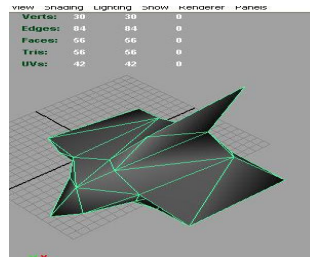 View Shading Lighting Show Renderer Panels
Verts: 30 30 0
Edges: 84 84 0
Faces: 56 56 0
Tris: 56 56 0
UVs: 42 42 0